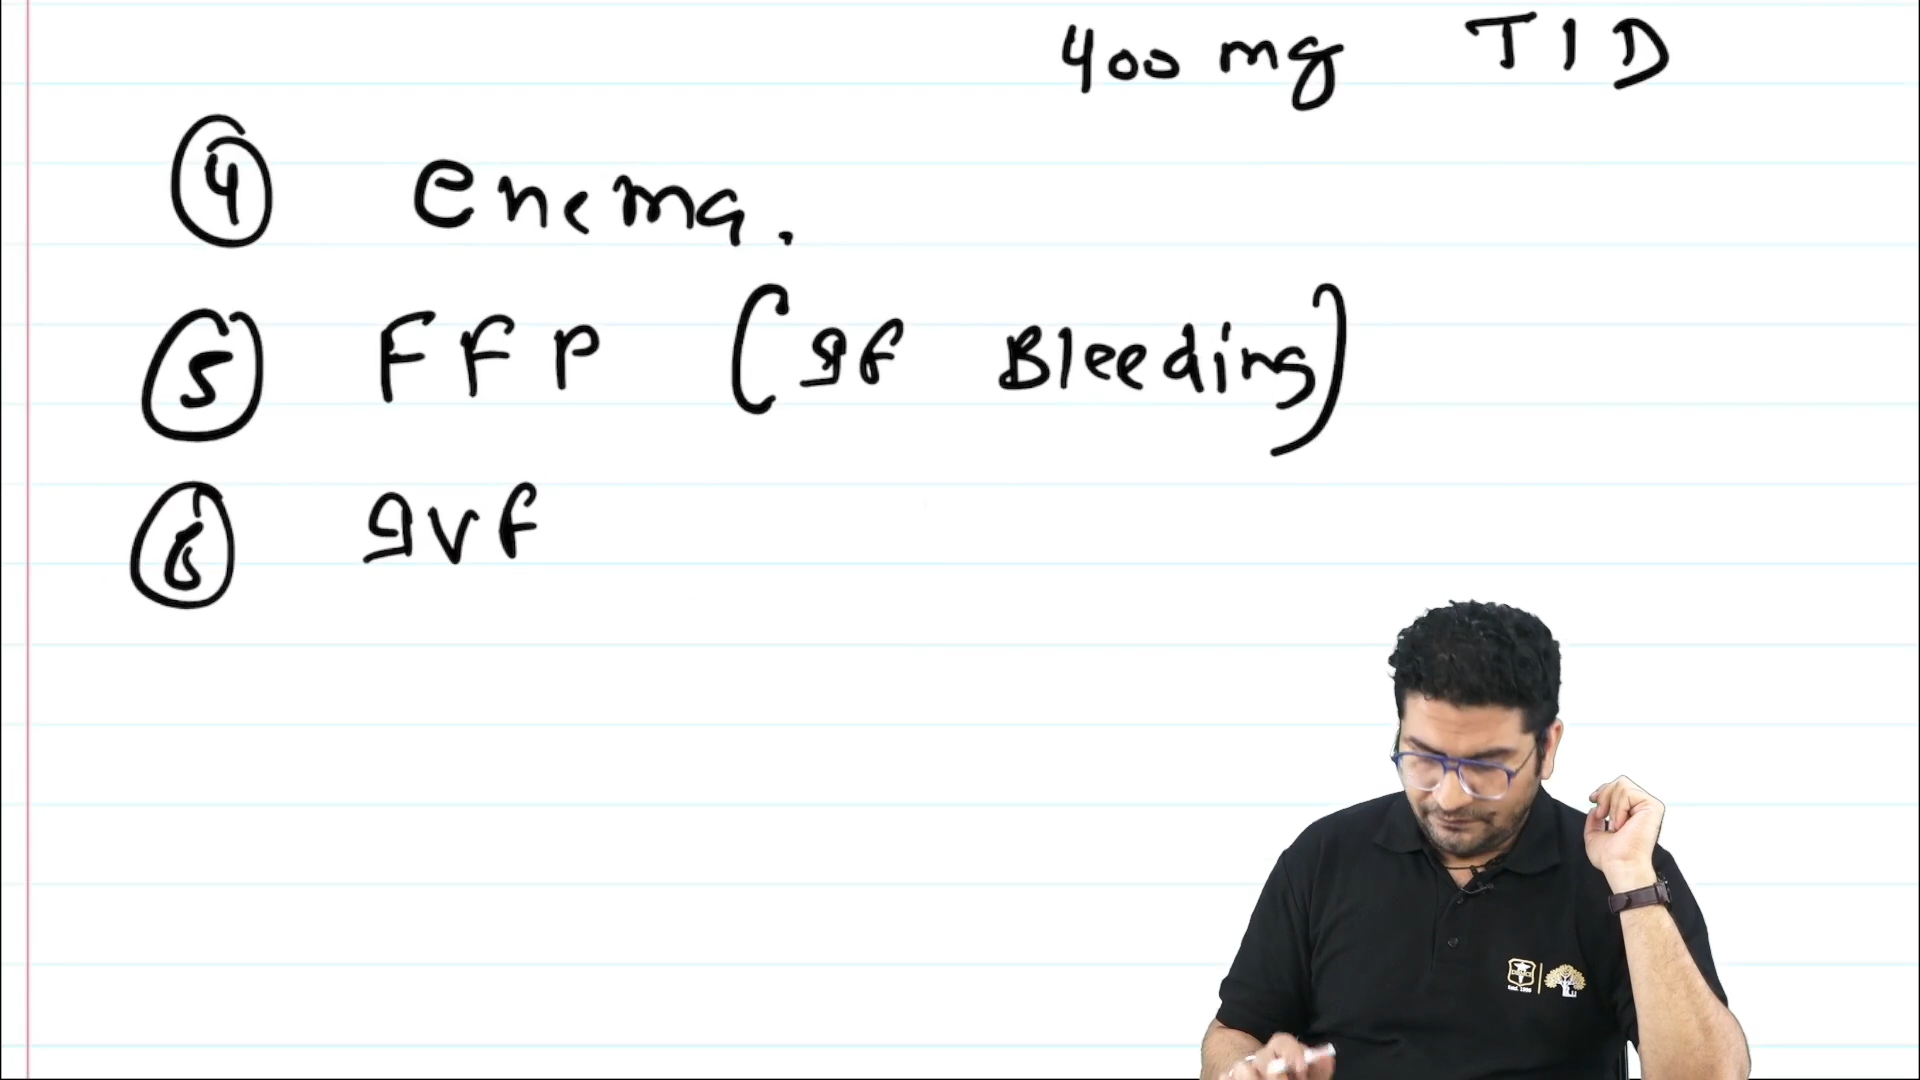 400 mg TID
④ enema.
⑤ FFP (If Bleeding)
⑥ IVF